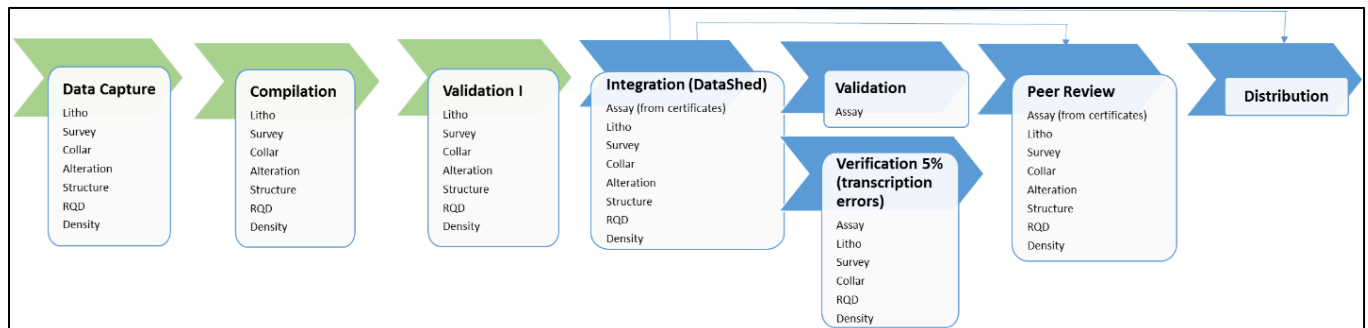 Data Capture
Litho
Survey
Collar
Alteration
Structure
RQD
Density
Compilation
Litho
Survey
Collar
Alteration
Structure
RQD
Density
Validation I
Litho
Survey
Collar
Alteration
Structure
RQD
Density
Integration (DataShed)
Assay (from certificates)
Litho
Survey
Collar
Alteration
Structure
RQD
Density
Validation
Assay
Verification 5%
(transcription
errors)
Assay
Litho
Survey
Collar
RQD
Density
Peer Review
Assay (from certificates)
Litho
Survey
Collar
Alteration
Structure
RQD
Density
Distribution